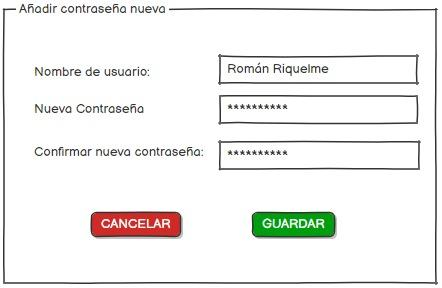 Añadir contraseña nueva
Nombre de usuario: Román Riquelme
Nueva Contraseña **********
Confirmar nueva contraseña: **********
CANCELAR GUARDAR